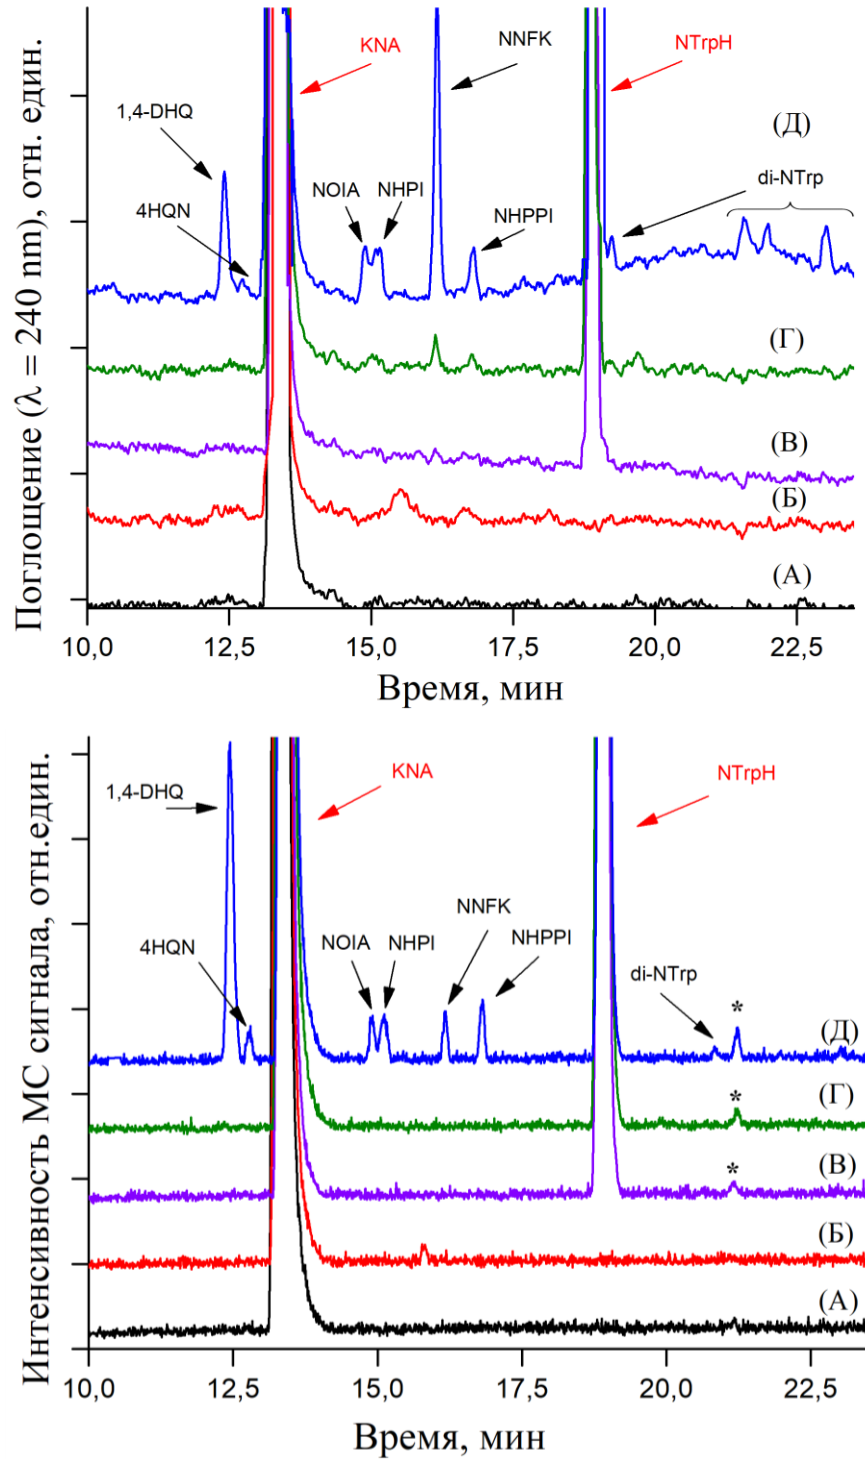 Поглощение (λ = 240 nm), отн. един.
KNA
NNFK
NTrpH
1,4-DHQ
(Д)
4HQN
NOIA
NHPI
di-NTrp
NHPPI
(Г)
(В)
(Б)
(А)
10,0 12,5 15,0 17,5 20,0 22,5
Время, мин
Интенсивность МС сигнала, отн.един.
KNA
NTrpH
1,4-DHQ
NNFK
4HQN
NOIA
NHPI
NHPPI
di-NTrp
*
(Д)
*
(Г)
*
(В)
(Б)
(А)
10,0 12,5 15,0 17,5 20,0 22,5
Время, мин